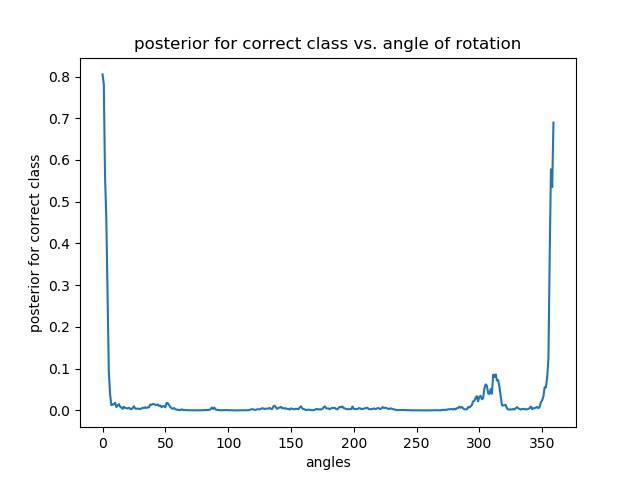 posterior for correct class vs. angle of rotation
posterior for correct class
0.8
0.7
0.6
0.5
0.4
0.3
0.2
0.1
0.0
0 50 100 150 200 250 300 350
angles